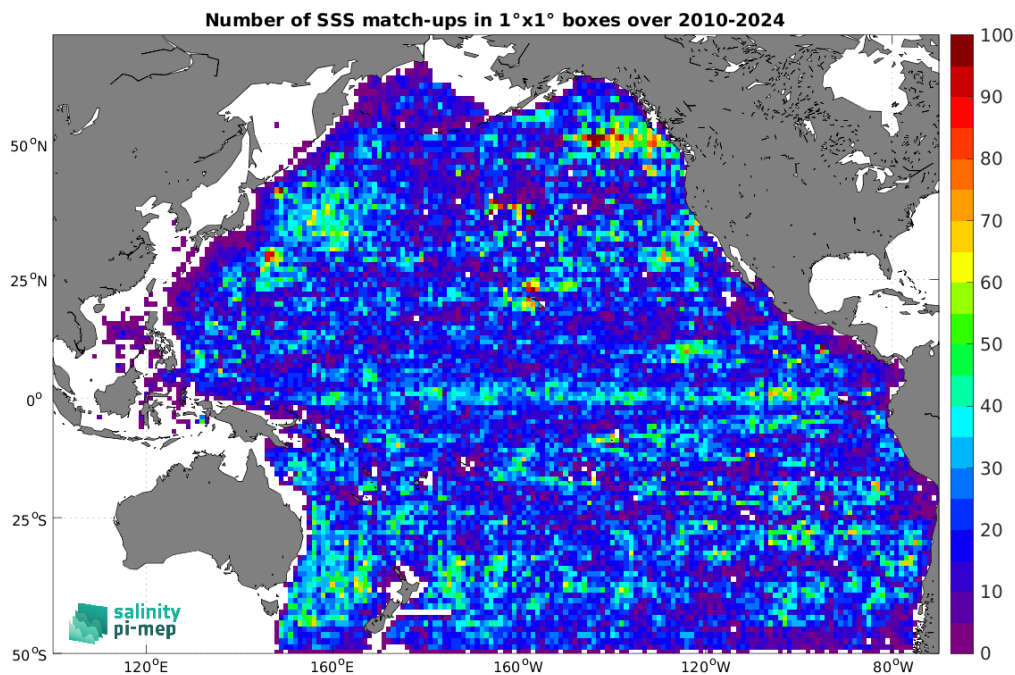 Number of SSS match-ups in 1°x1° boxes over 2010-2024
100
90
80
70
60
50
40
30
20
10
0
50°N
25°N
0°
25°S
50°S
120°E
160°E
160°W
120°W
80°W
salinity
pi-mep